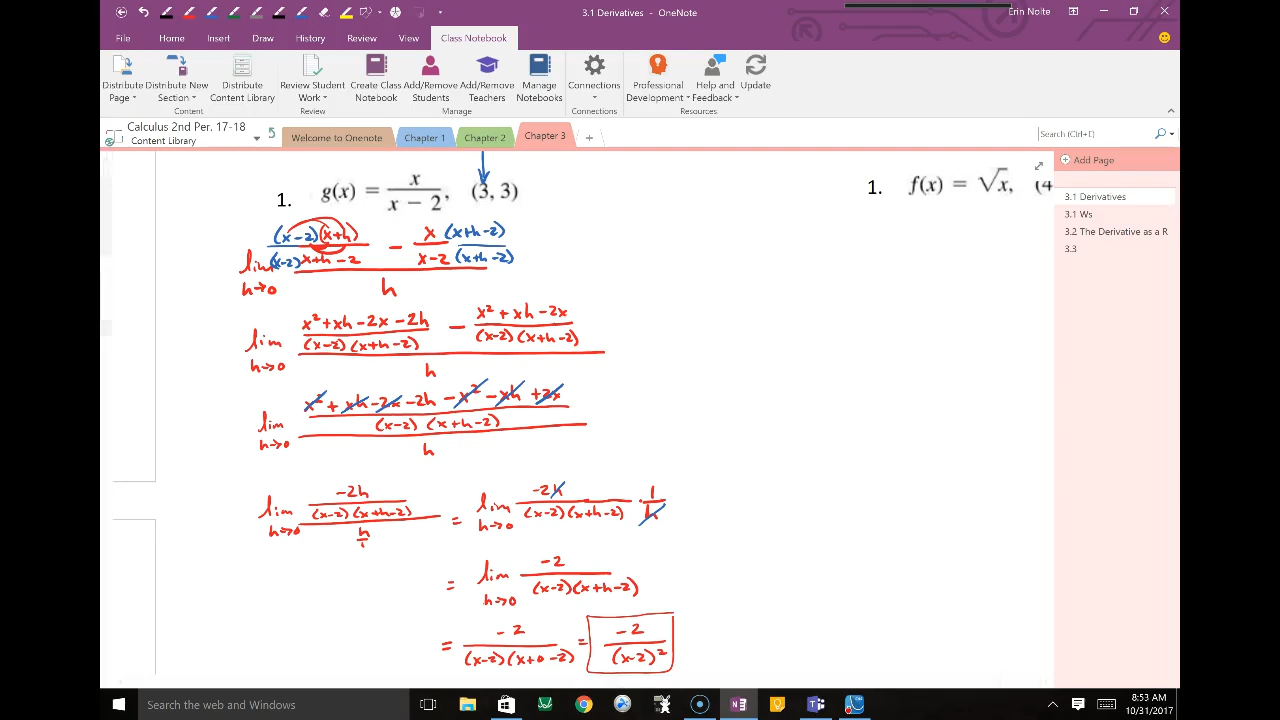 3.1 Derivatives - OneNote
Erin Nolte
File Home Insert Draw History Review View Class Notebook
Distribute Page Distribute New Section Distribute Content Library Review Student Work Create Class Notebook Add/Remove Students Add/Remove Teachers Manage Notebooks Connections Professional Development Help and Feedback Update
Content Manage Connections Resources
Calculus 2nd Per. 17-18
Content Library
Welcome to Onenote Chapter 1 Chapter 2 Chapter 3 +
Search (Ctrl+E)
Add Page
3.1 Derivatives
3.1 Ws
3.2 The Derivative as a R
3.3
1. g(x) = x/(x − 2), (3, 3)
1. f(x) = √x, (4
lim h→0 ((x-2)(x+h)/(x-2)(x+h-2) - x(x+h-2)/(x-2)(x+h-2))/h
lim h→0 ((x²+xh-2x-2h)/((x-2)(x+h-2)) - (x²+xh-2x)/((x-2)(x+h-2)))/h
lim h→0 ((x²+xh-2x-2h-x²-xh+2x)/((x-2)(x+h-2)))/h
lim h→0 (-2h/((x-2)(x+h-2)))/(h/1) = lim h→0 -2h/((x-2)(x+h-2)) · 1/h
= lim h→0 -2/((x-2)(x+h-2))
= -2/((x-2)(x+0-2)) = -2/(x-2)²
Search the web and Windows
8:53 AM
10/31/2017